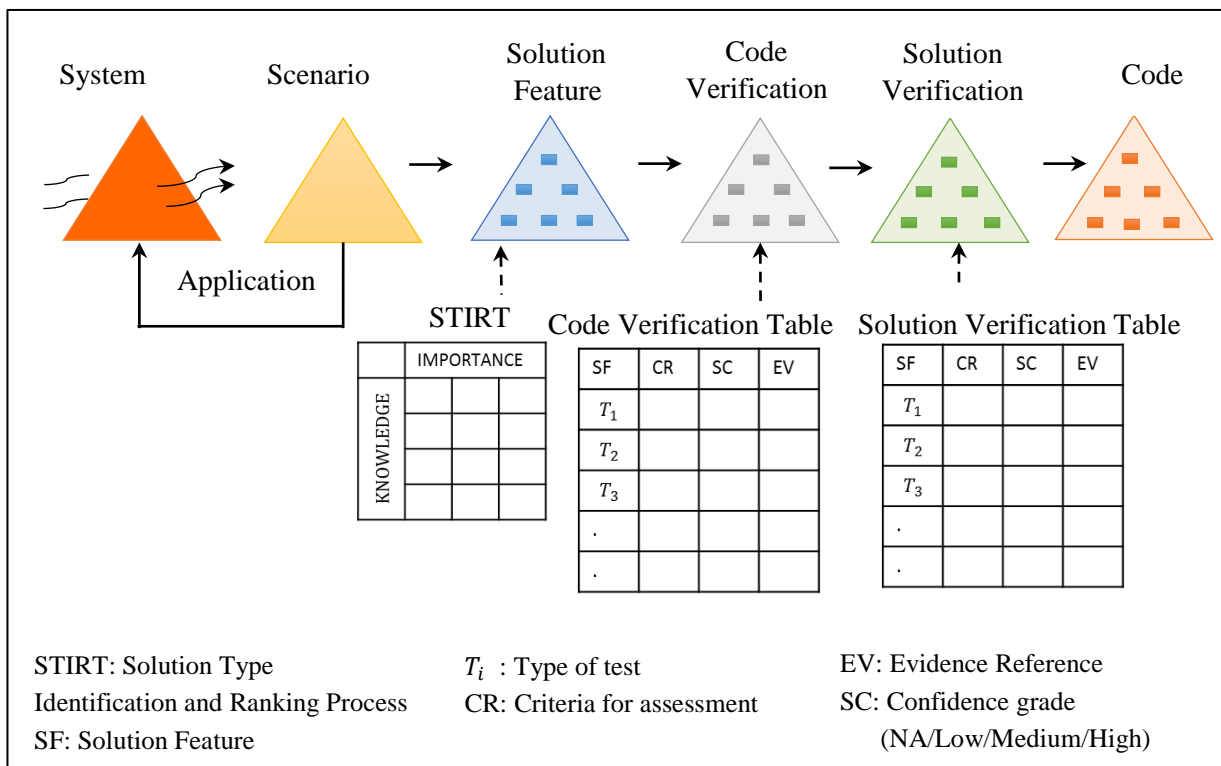 System
Scenario
Solution
Feature
Code
Verification
Solution
Verification
Code
Application
STIRT
IMPORTANCE
KNOWLEDGE
Code Verification Table
SF CR SC EV
T₁
T₂
T₃
.
.
Solution Verification Table
SF CR SC EV
T₁
T₂
T₃
.
.
STIRT: Solution Type
Identification and Ranking Process
SF: Solution Feature
Tᵢ : Type of test
CR: Criteria for assessment
EV: Evidence Reference
SC: Confidence grade
(NA/Low/Medium/High)